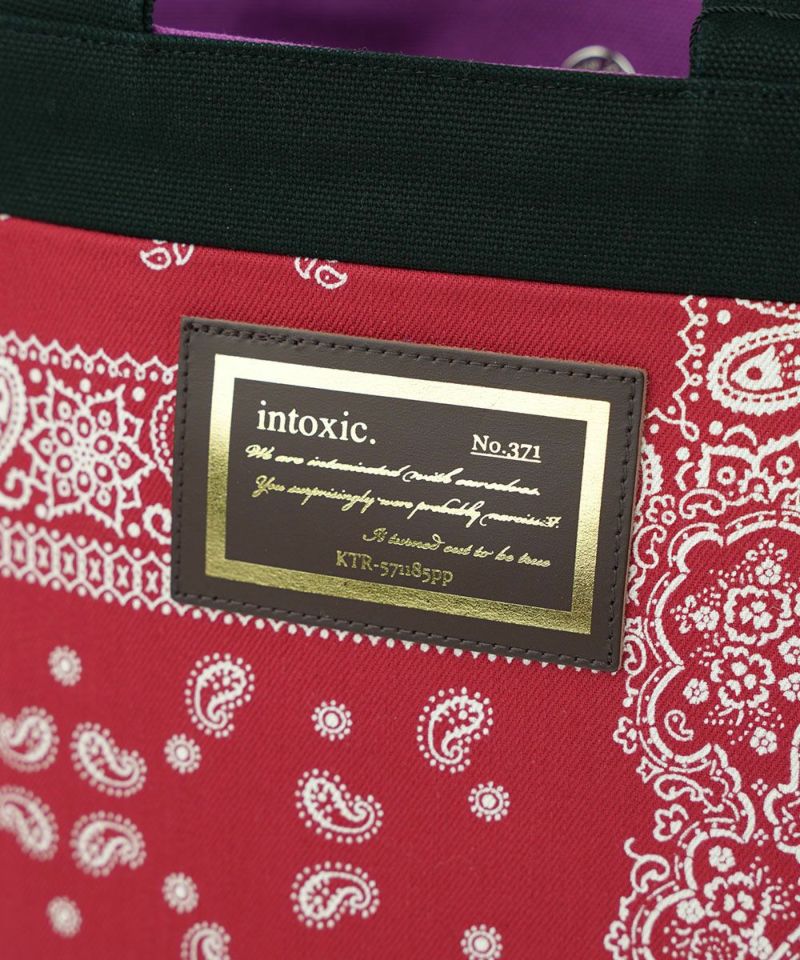 intoxic.
No.371
We are intoxicated with ourselves.
You surprisingly were probably narcissist.
It turned out to be true
KTR-571185pp